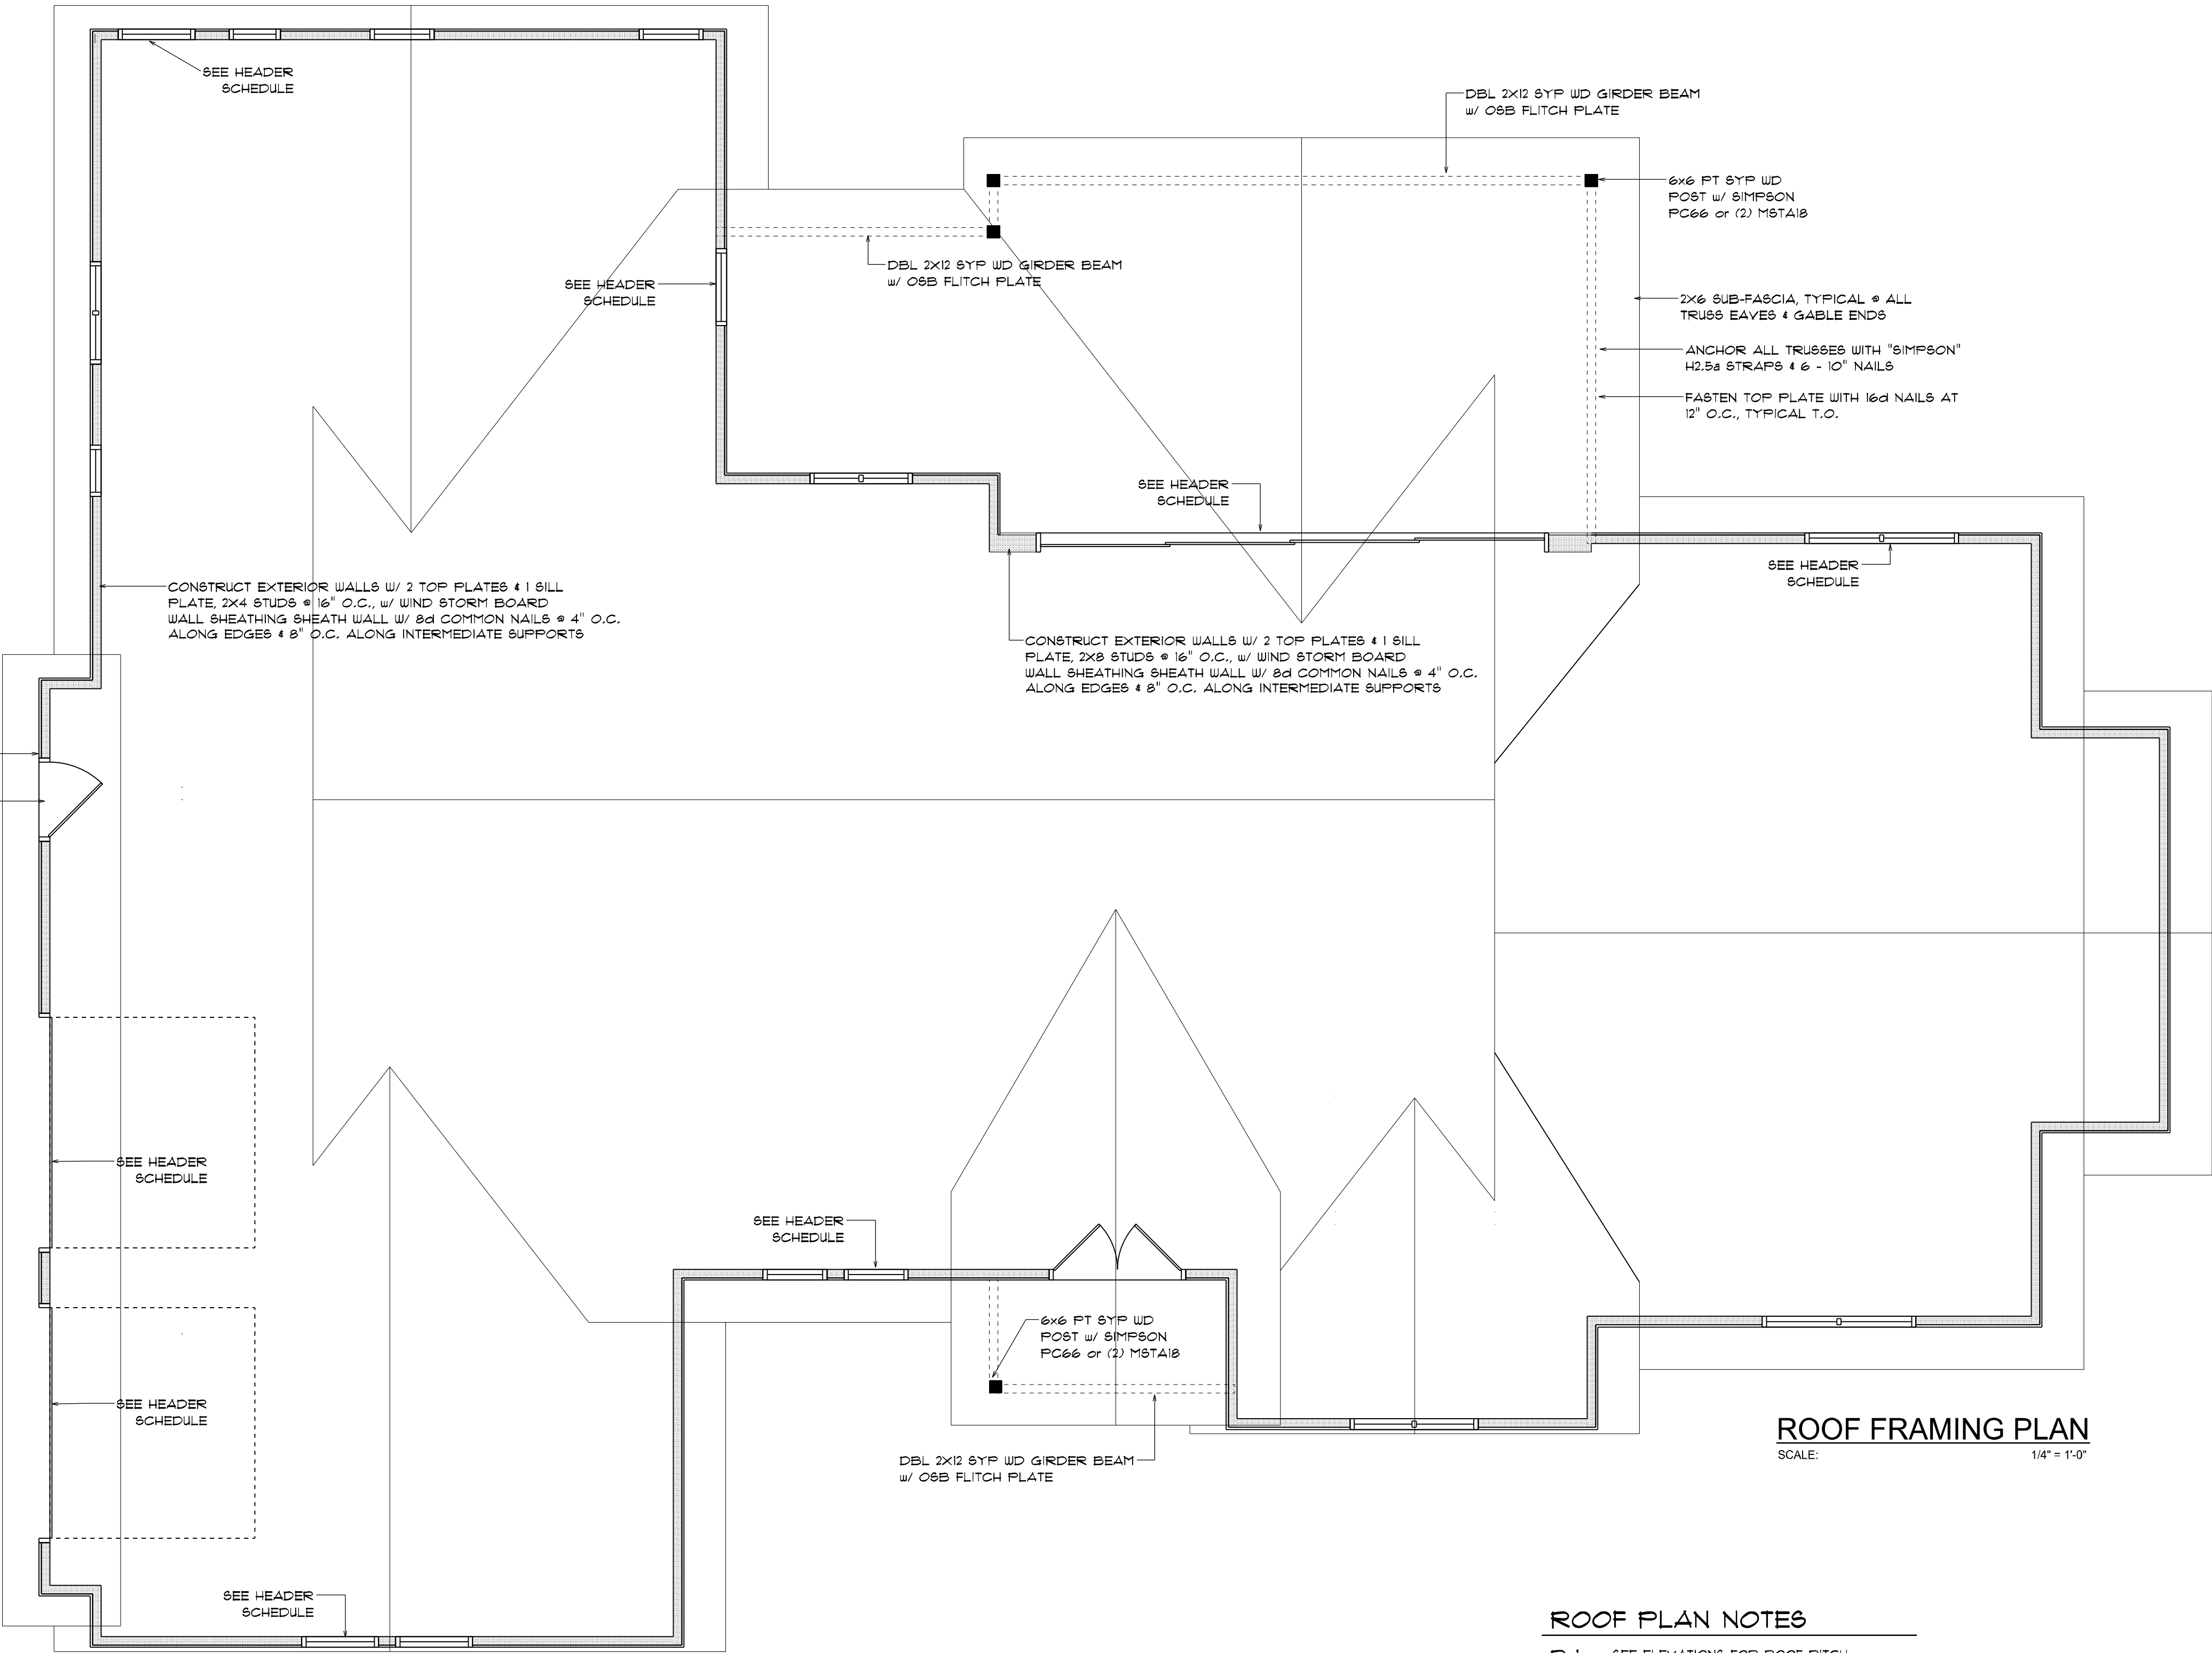 SEE HEADER
SCHEDULE
DBL 2X12 SYP WD GIRDER BEAM
w/ OSB FLITCH PLATE
6x6 PT SYP WD
POST w/ SIMPSON
PC66 or (2) MSTA18
DBL 2X12 SYP WD GIRDER BEAM
w/ OSB FLITCH PLATE
SEE HEADER
SCHEDULE
2X6 SUB-FASCIA, TYPICAL @ ALL
TRUSS EAVES & GABLE ENDS
ANCHOR ALL TRUSSES WITH "SIMPSON"
H2.5a STRAPS & 6 - 10" NAILS
FASTEN TOP PLATE WITH 16d NAILS AT
12" O.C., TYPICAL T.O.
SEE HEADER
SCHEDULE
SEE HEADER
SCHEDULE
CONSTRUCT EXTERIOR WALLS W/ 2 TOP PLATES & 1 SILL
PLATE, 2X4 STUDS @ 16" O.C., w/ WIND STORM BOARD
WALL SHEATHING SHEATH WALL W/ 8d COMMON NAILS @ 4" O.C.
ALONG EDGES & 8" O.C. ALONG INTERMEDIATE SUPPORTS
CONSTRUCT EXTERIOR WALLS W/ 2 TOP PLATES & 1 SILL
PLATE, 2X8 STUDS @ 16" O.C., w/ WIND STORM BOARD
WALL SHEATHING SHEATH WALL W/ 8d COMMON NAILS @ 4" O.C.
ALONG EDGES & 8" O.C. ALONG INTERMEDIATE SUPPORTS
SEE HEADER
SCHEDULE
SEE HEADER
SCHEDULE
6x6 PT SYP WD
POST w/ SIMPSON
PC66 or (2) MSTA18
SEE HEADER
SCHEDULE
DBL 2X12 SYP WD GIRDER BEAM
w/ OSB FLITCH PLATE
ROOF FRAMING PLAN
SCALE: 1/4" = 1'-0"
SEE HEADER
SCHEDULE
ROOF PLAN NOTES
SEE ELEVATIONS FOR ROOF PITCH